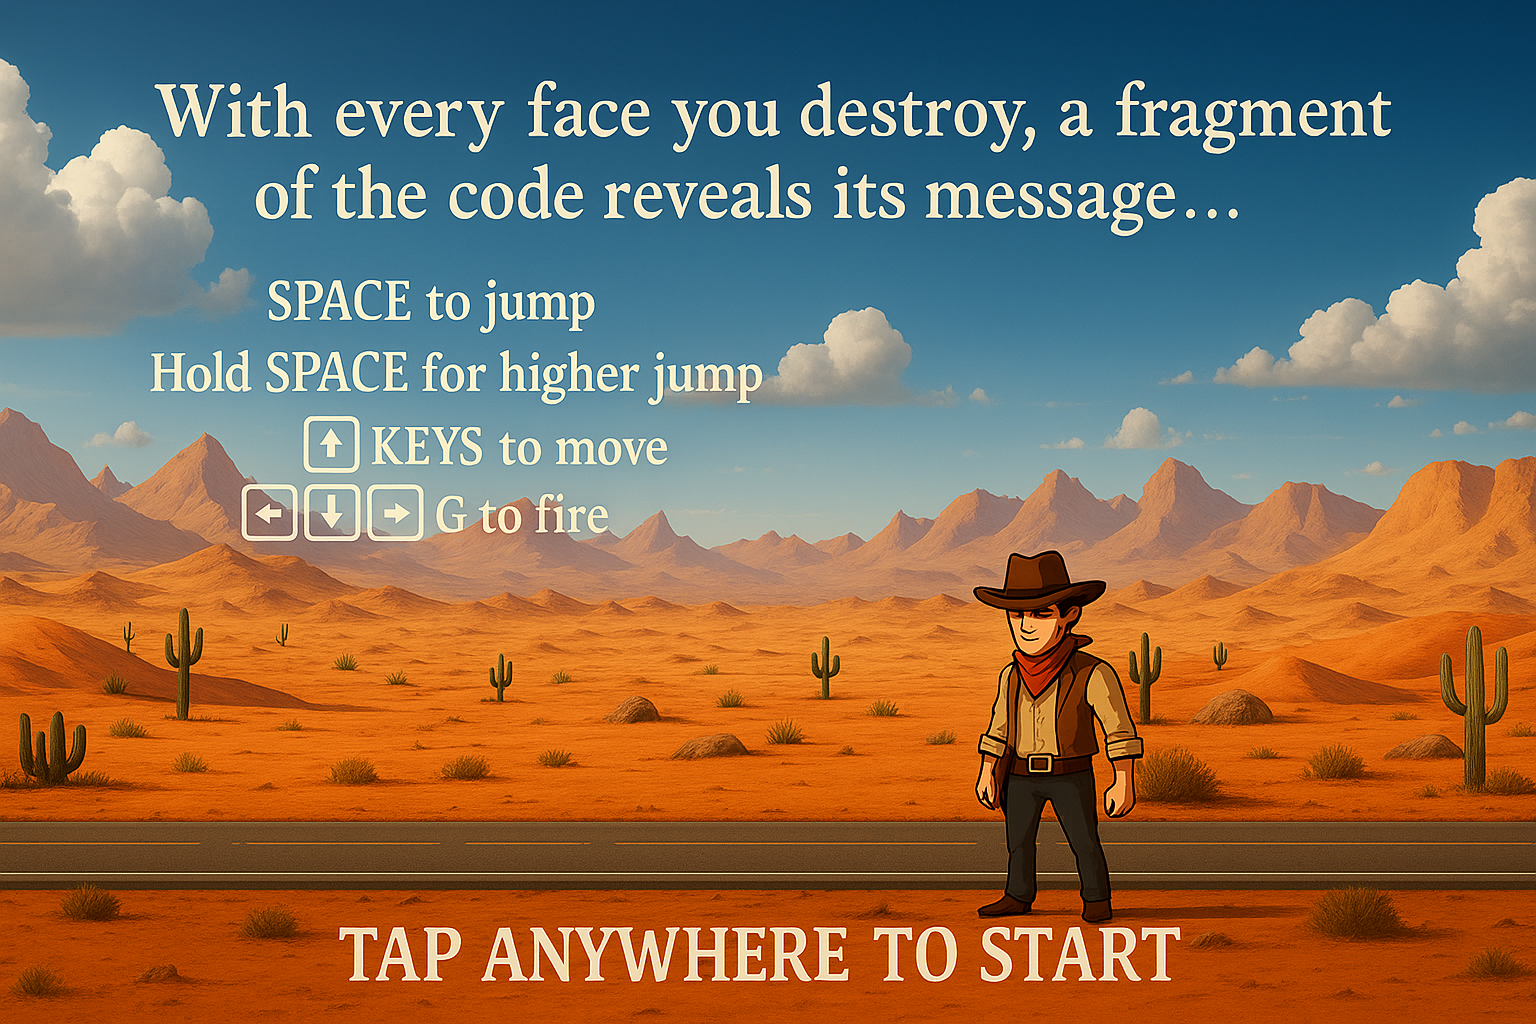 With every face you destroy, a fragment
of the code reveals its message...
SPACE to jump
Hold SPACE for higher jump
↑ KEYS to move
← ↓ → G to fire
TAP ANYWHERE TO START